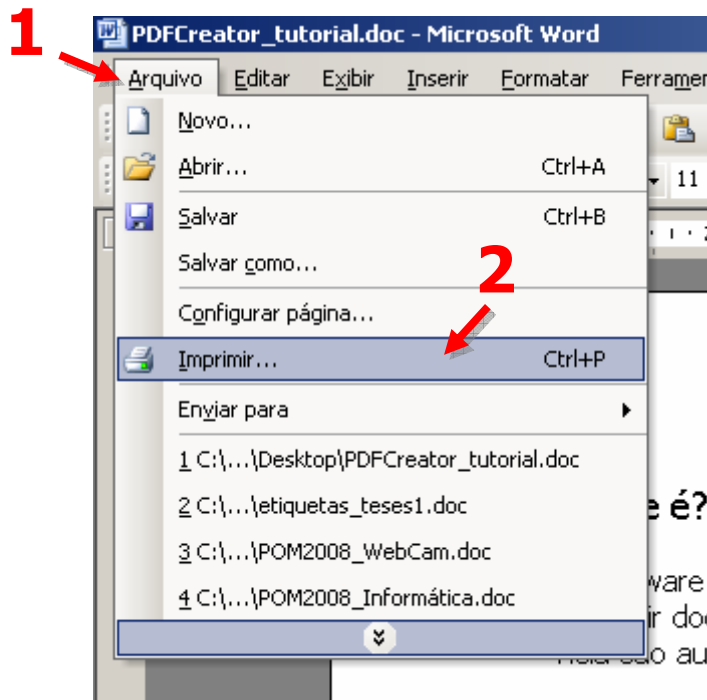 1
PDFCreator_tutorial.doc - Microsoft Word
Arquivo Editar Exibir Inserir Formatar
Novo...
Abrir... Ctrl+A
11
Salvar Ctrl+B
Salvar como...
2
Configurar página...
Imprimir... Ctrl+P
Enviar para
1 C:\...\Desktop\PDFCreator_tutorial.doc
2 C:\...\etiquetas_teses1.doc
é?
3 C:\...\POM2008_WebCam.doc
4 C:\...\POM2008_Informática.doc